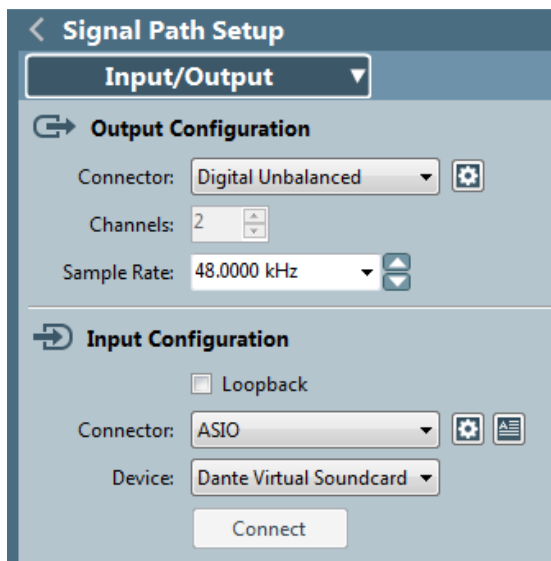 Signal Path Setup
Input/Output
Output Configuration
Connector: Digital Unbalanced
Channels: 2
Sample Rate: 48.0000 kHz
Input Configuration
Loopback
Connector: ASIO
Device: Dante Virtual Soundcard
Connect